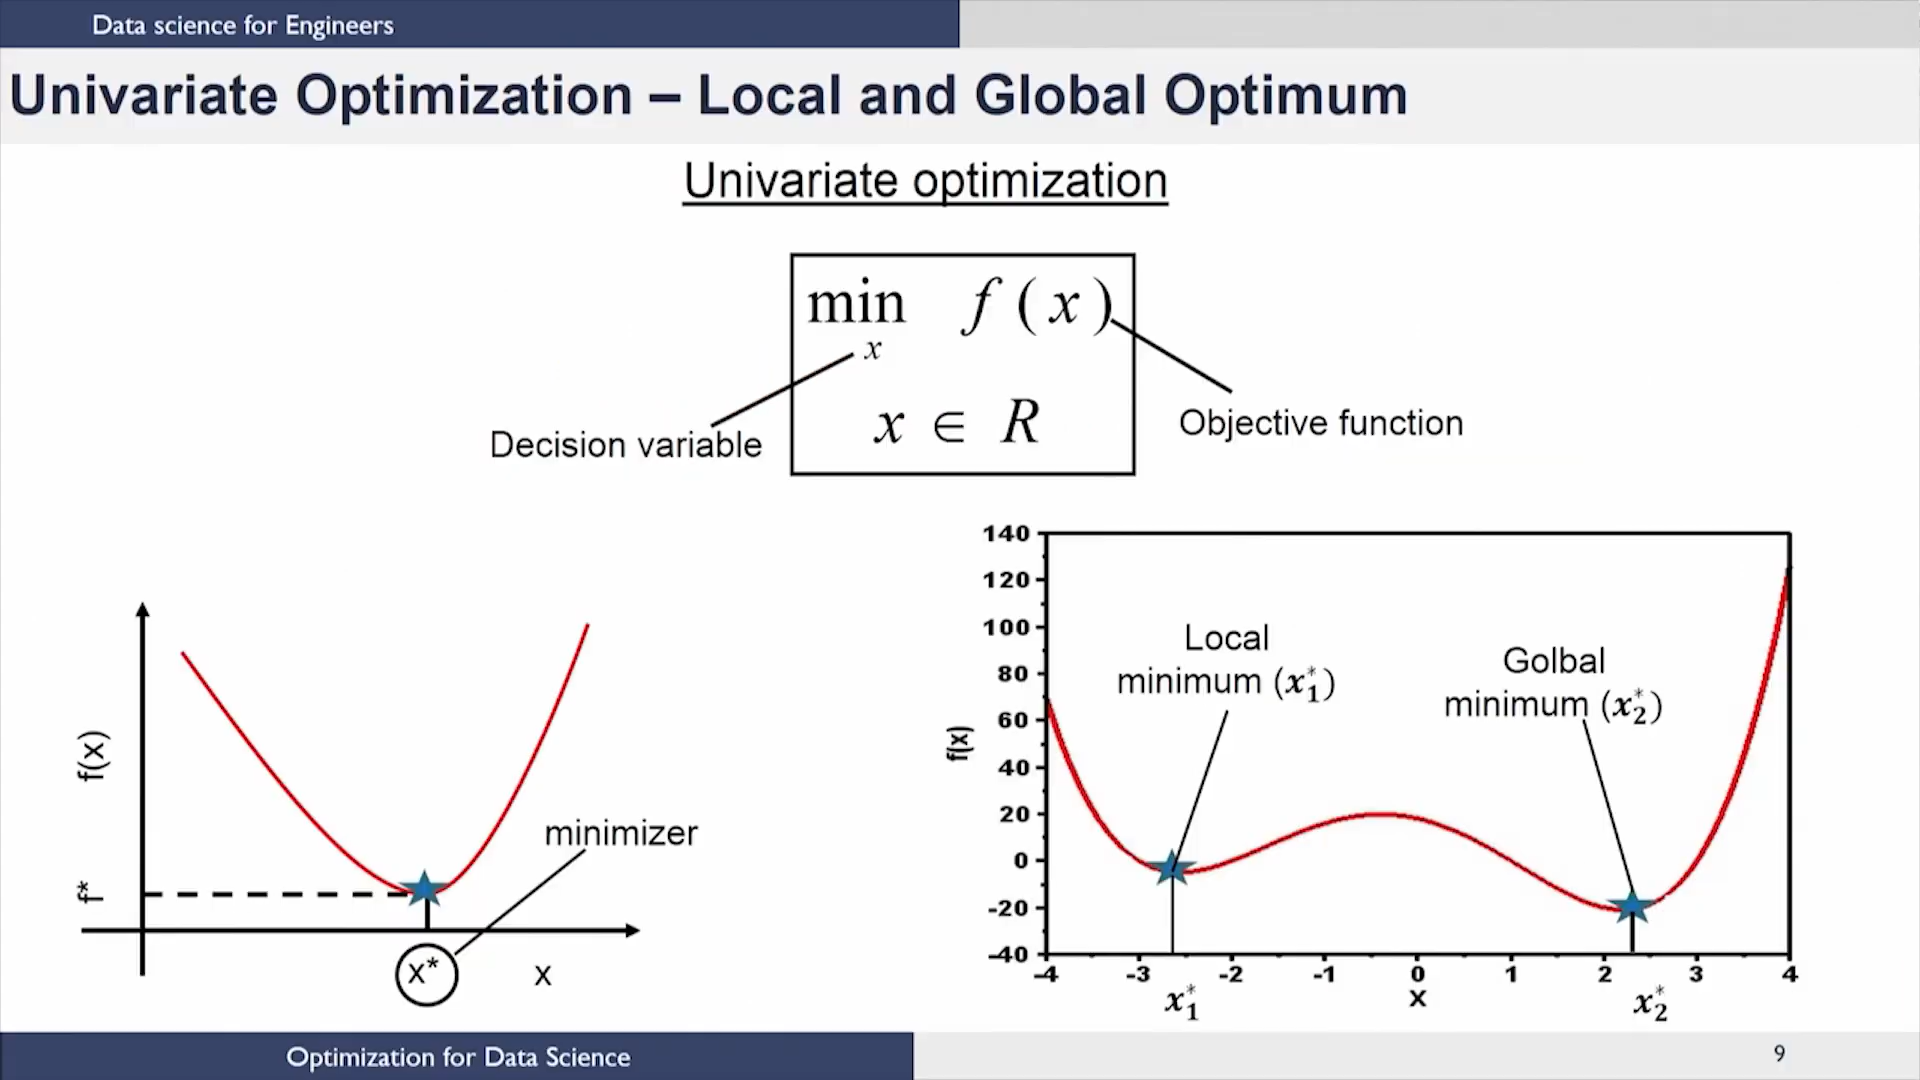 Data science for Engineers
Univariate Optimization – Local and Global Optimum
Univariate optimization
min f(x)
x
x ∈ R
Decision variable
Objective function
f(x)
f*
minimizer
x*
x
140
120
100
80
60
40
20
0
-20
-40
f(x)
Local
minimum (x₁*)
Golbal
minimum (x₂*)
-4 -3 -2 -1 0 1 2 3 4
x₁* x x₂*
Optimization for Data Science
9